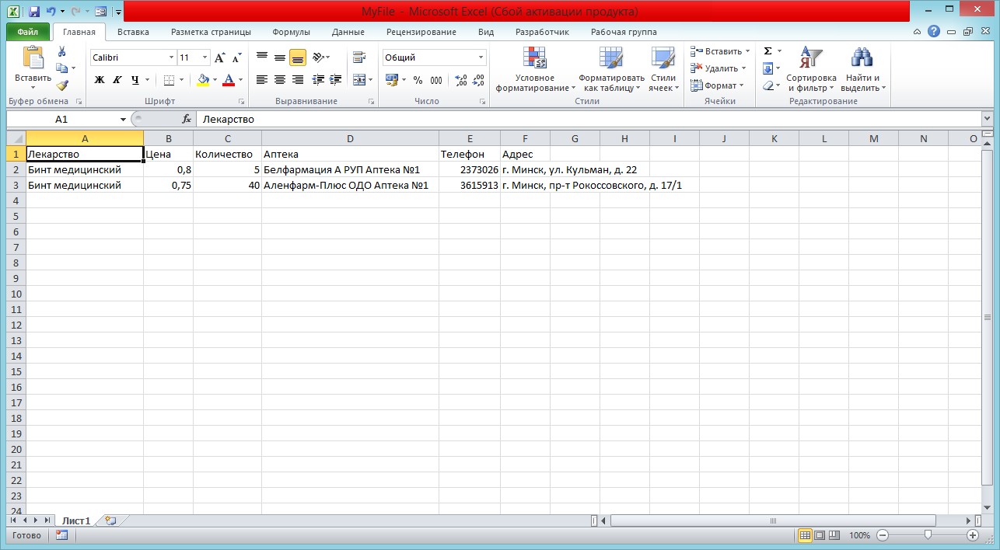 MyFile - Microsoft Excel (Сбой активации продукта)
Файл Главная Вставка Разметка страницы Формулы Данные Рецензирование Вид Разработчик Рабочая группа
Вставить
Буфер обмена
Calibri 11
Ж К Ч
Шрифт
Выравнивание
Общий
% 000 ,00 ,00
Число
Условное форматирование
Форматировать как таблицу
Стили ячеек
Стили
Вставить
Удалить
Формат
Ячейки
Σ
Сортировка и фильтр
Найти и выделить
Редактирование
A1 fx Лекарство
A B C D E F G H I J K L M N O
1 Лекарство Цена Количество Аптека Телефон Адрес
2 Бинт медицинский 0,8 5 Белфармация А РУП Аптека №1 2373026 г. Минск, ул. Кульман, д. 22
3 Бинт медицинский 0,75 40 Аленфарм-Плюс ОДО Аптека №1 3615913 г. Минск, пр-т Рокоссовского, д. 17/1
4
5
6
7
8
9
10
11
12
13
14
15
16
17
18
19
20
21
22
23
24
Лист1
Готово 100%